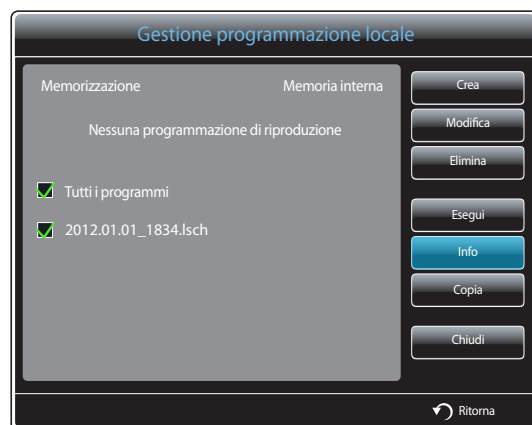 Gestione programmazione locale
Memorizzazione Memoria interna
Nessuna programmazione di riproduzione
Tutti i programmi
2012.01.01_1834.lsch
Crea
Modifica
Elimina
Esegui
Info
Copia
Chiudi
Ritorna